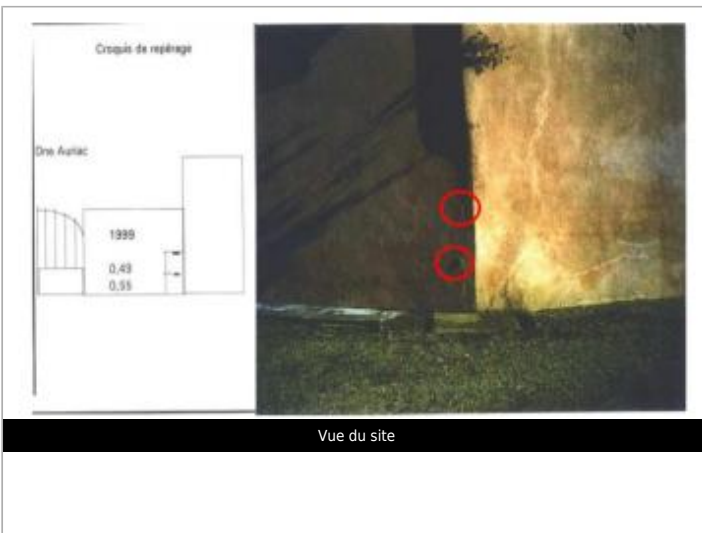 Croquis de repérage
Dne Auriac
1999
0,49
0,55
Vue du site